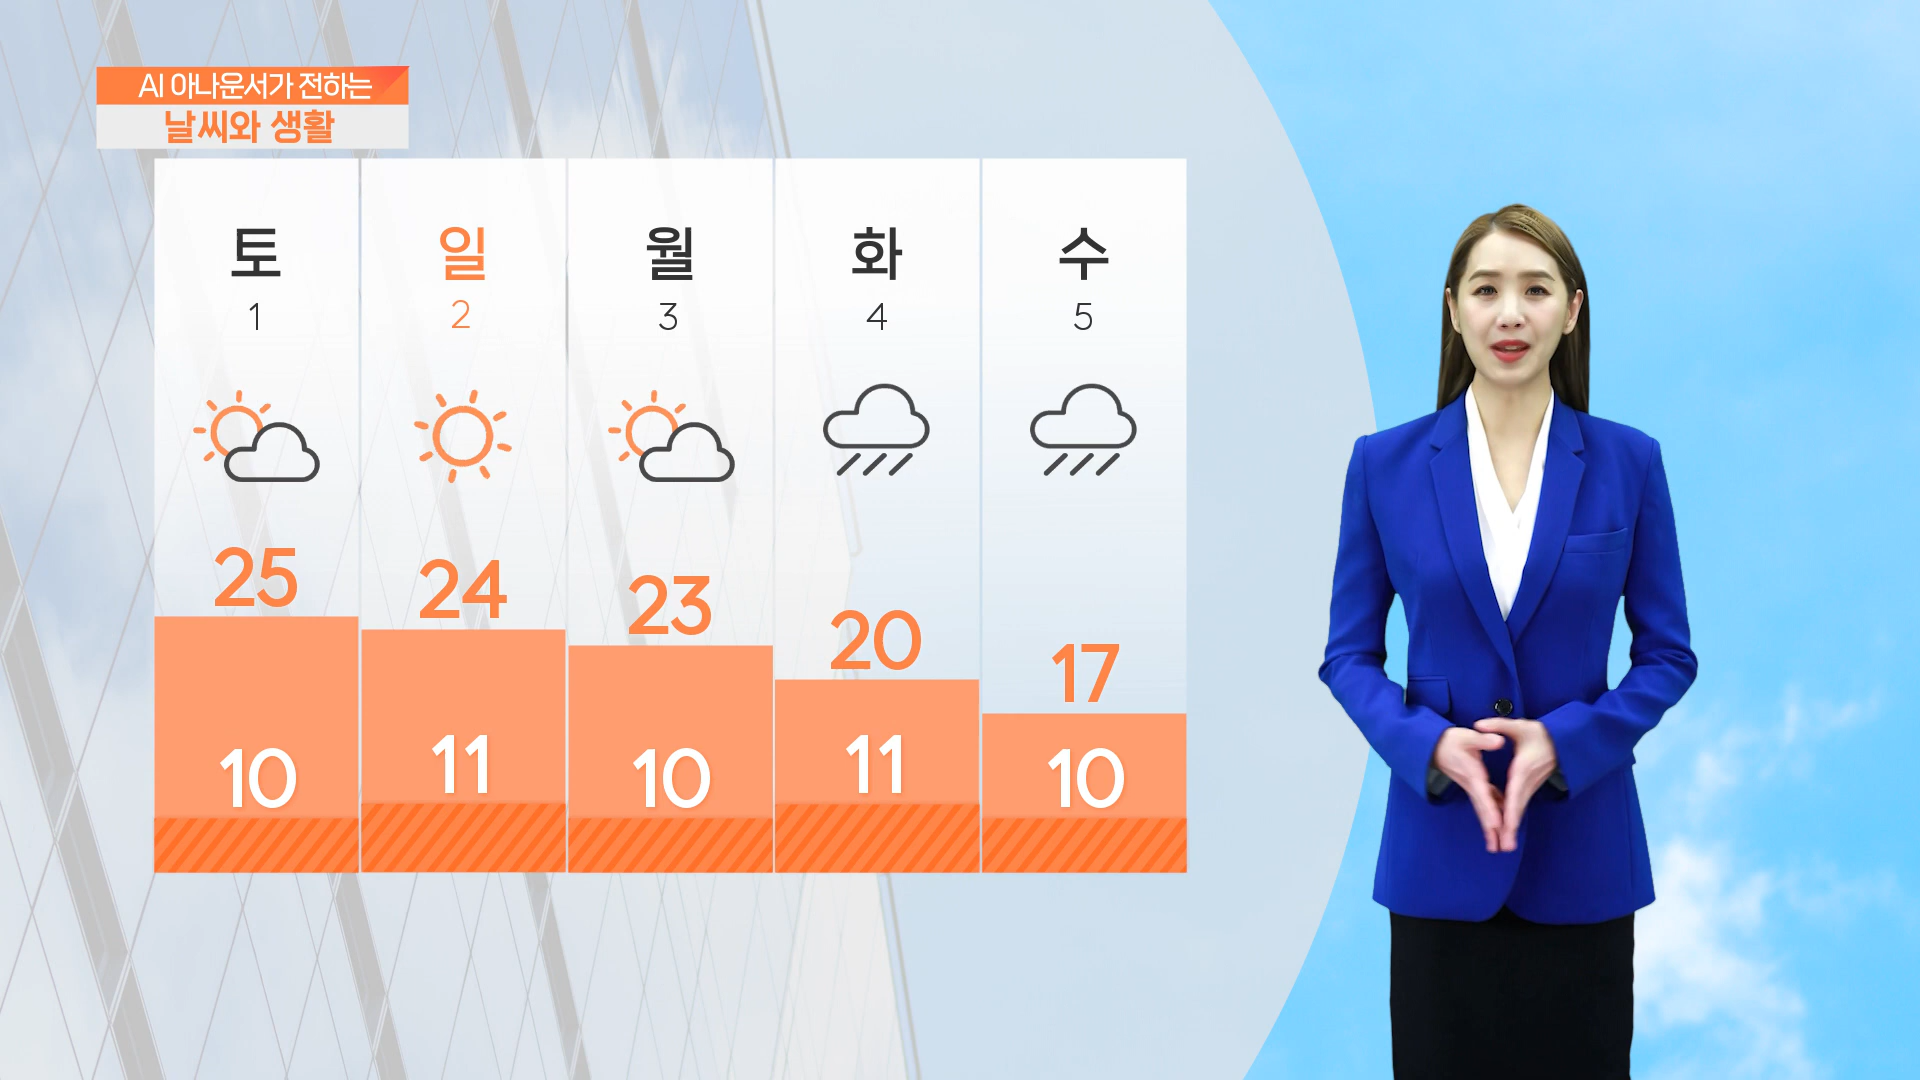 AI 아나운서가 전하는
날씨와 생활
토 일 월 화 수
1 2 3 4 5
25 24 23 20 17
10 11 10 11 10